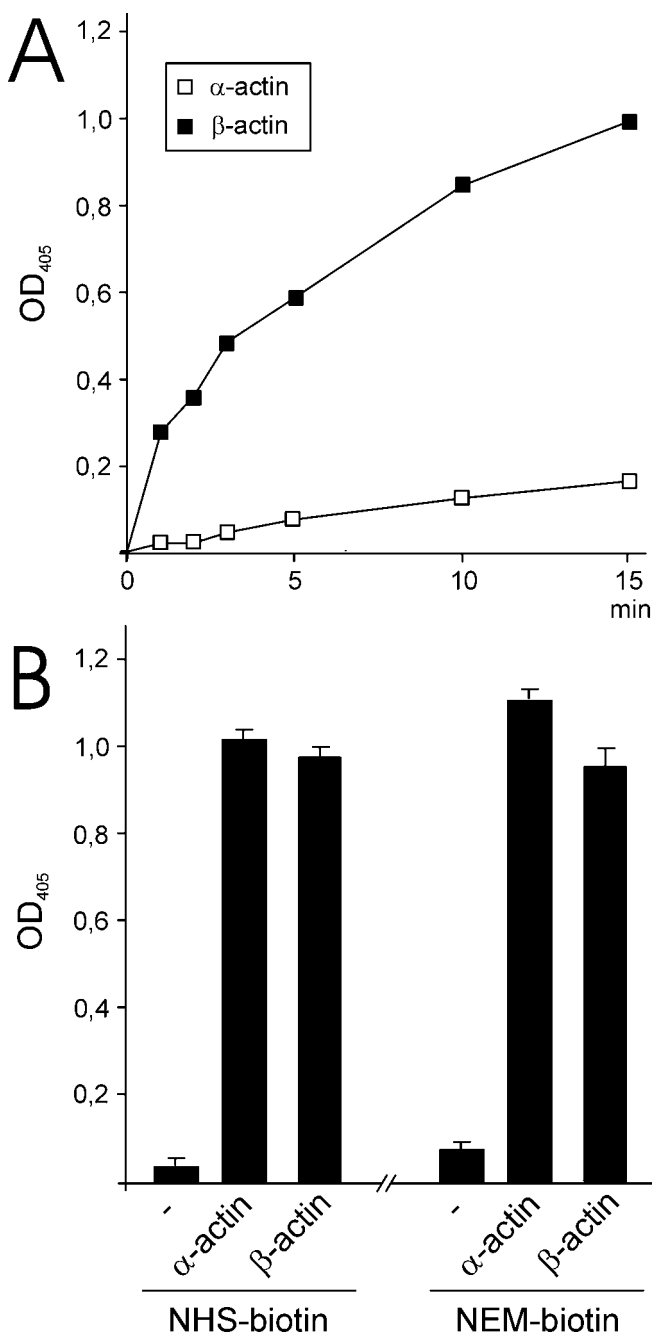 A
1,2
1,0
0,8
0,6
0,4
0,2
OD405
α-actin
β-actin
0
5
10
15
min
B
1,2
1,0
0,8
0,6
0,4
0,2
OD405
-
α-actin
β-actin
-
α-actin
β-actin
NHS-biotin
NEM-biotin